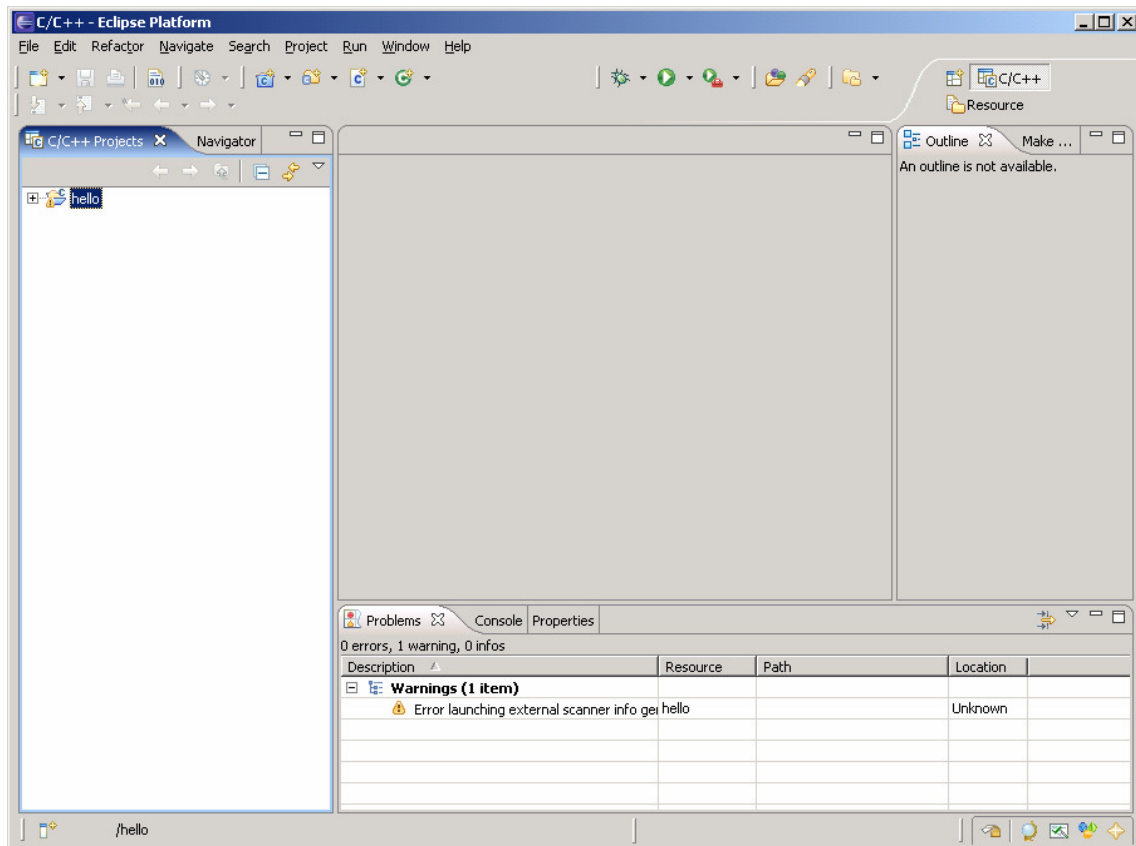 C/C++ - Eclipse Platform
File Edit Refactor Navigate Search Project Run Window Help
010
C/C++
Resource
C/C++ Projects Navigator
Outline Make ...
An outline is not available.
hello
Problems Console Properties
0 errors, 1 warning, 0 infos
Description Resource Path Location
Warnings (1 item)
Error launching external scanner info ger hello Unknown
/hello